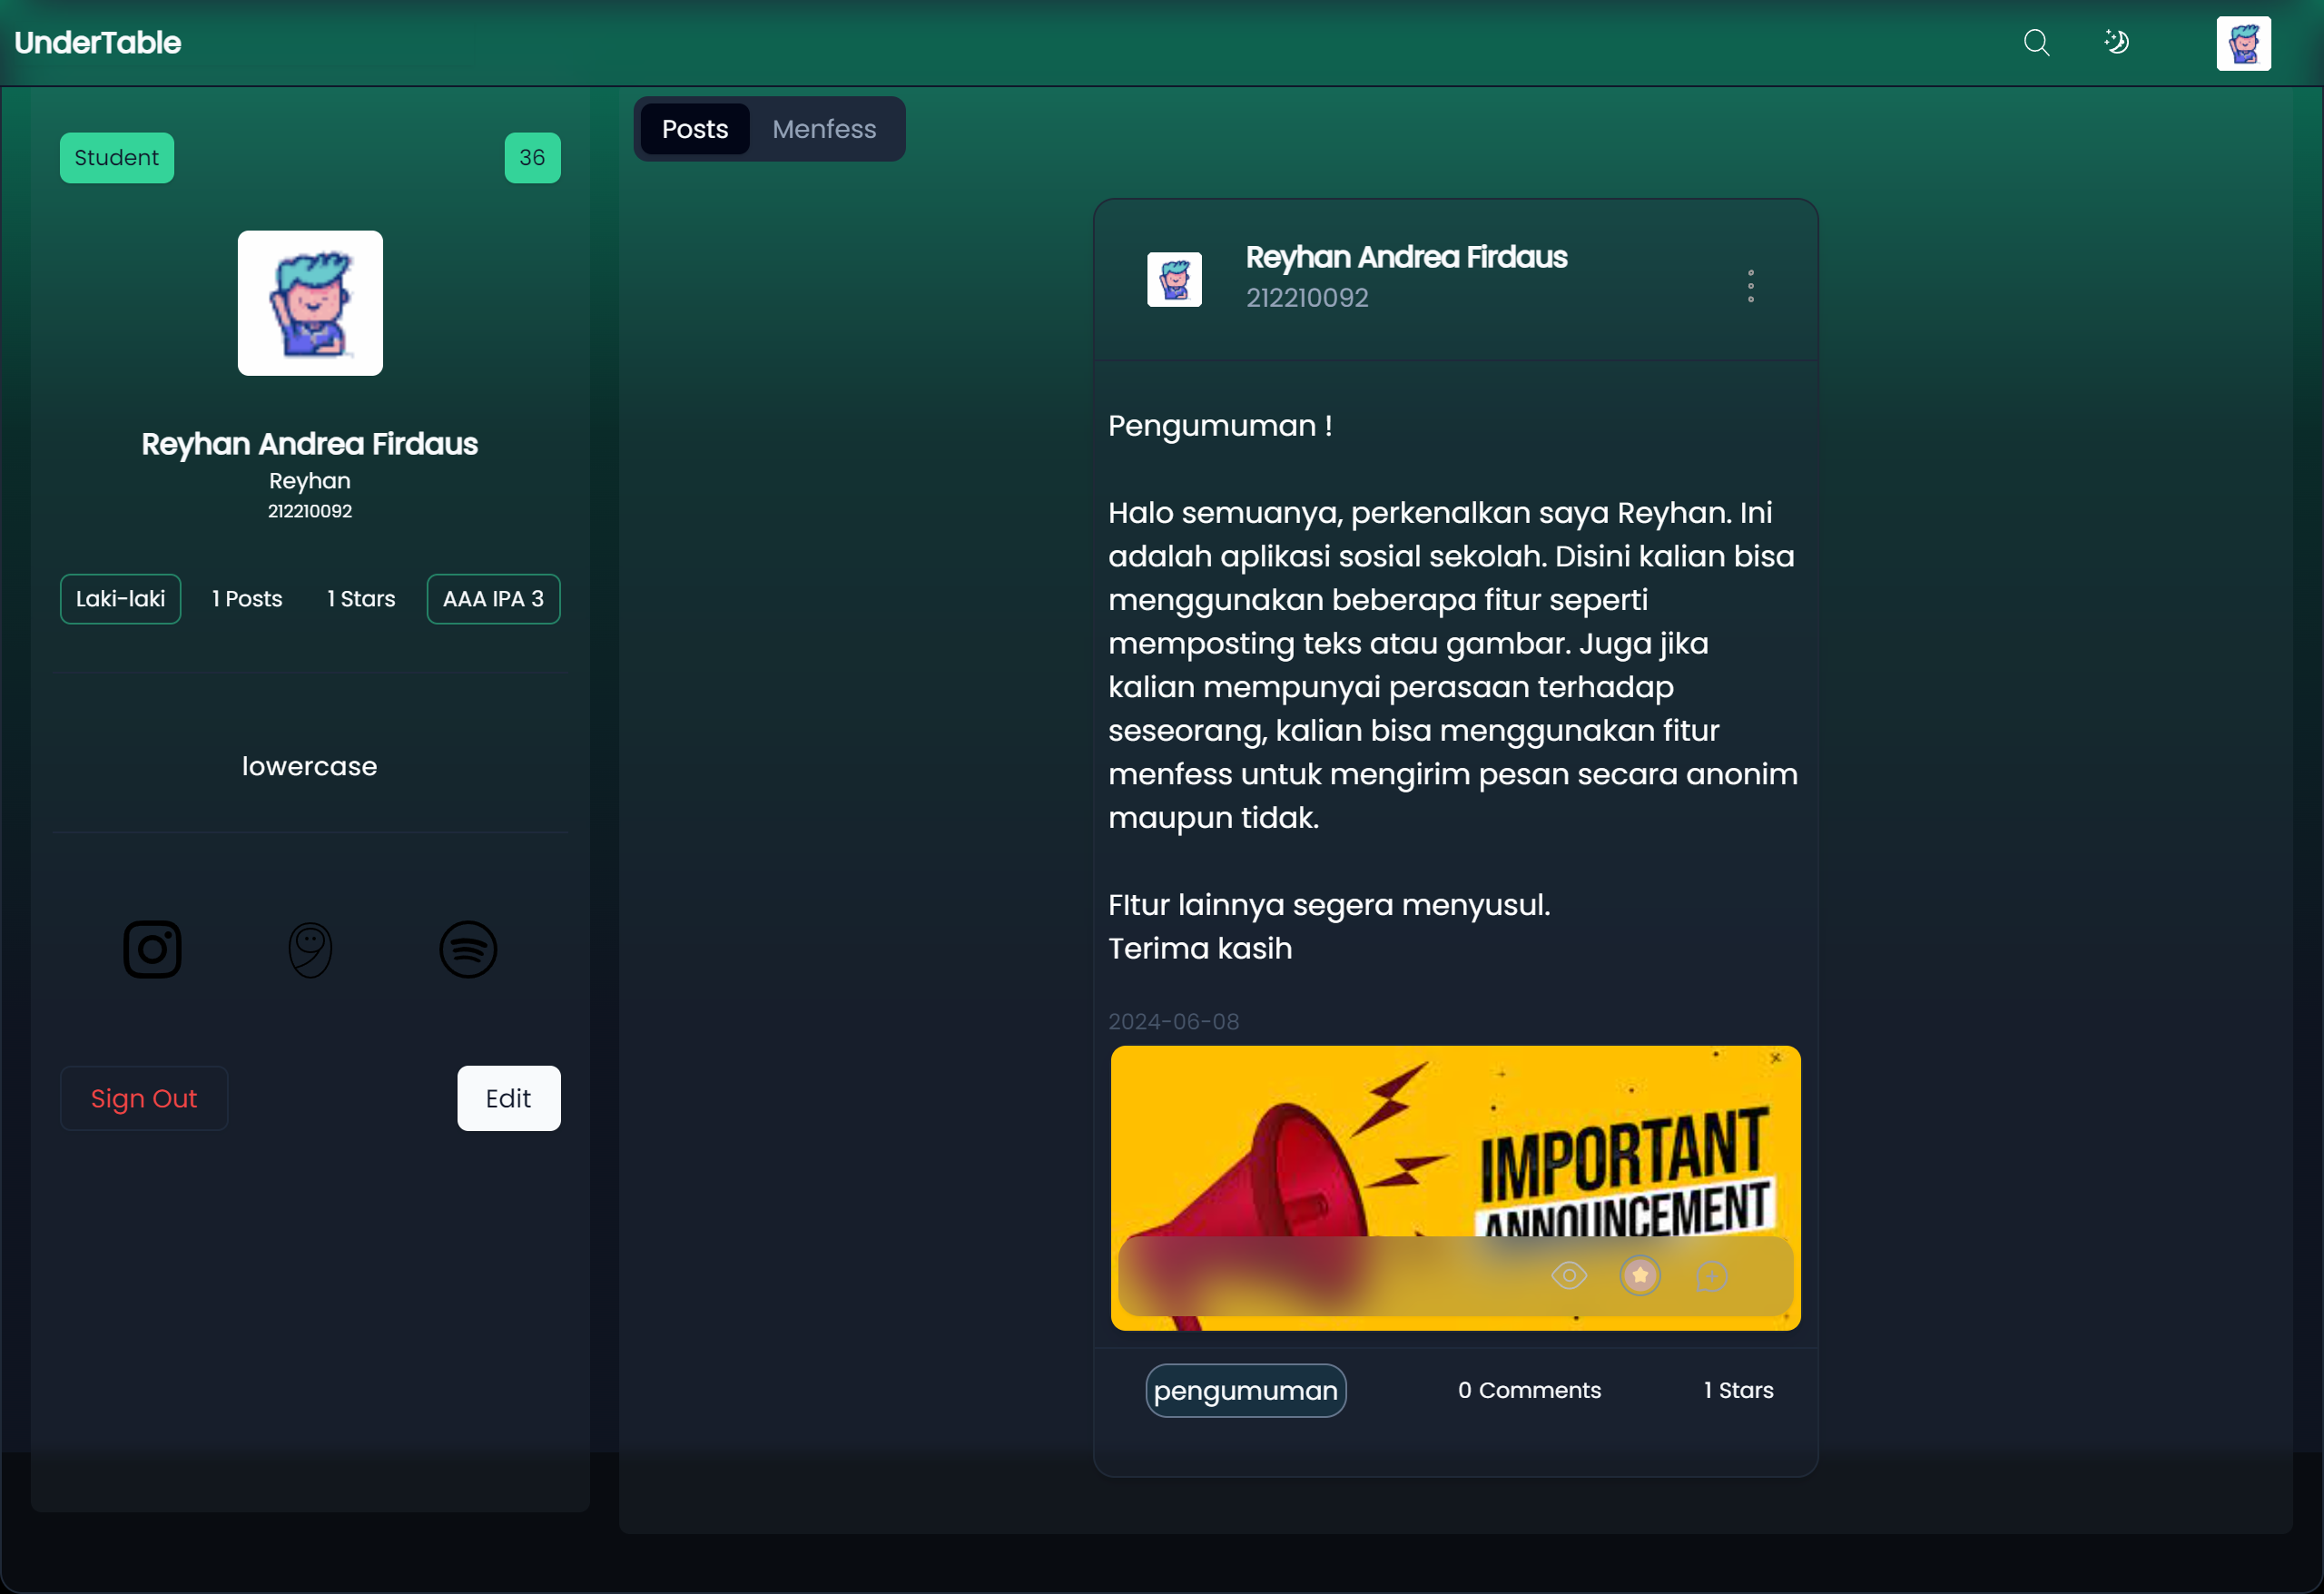 UnderTable
Student
36
Reyhan Andrea Firdaus
Reyhan
212210092
Laki-laki
1 Posts
1 Stars
AAA IPA 3
lowercase
Sign Out
Edit
Posts
Menfess
Reyhan Andrea Firdaus
212210092
Pengumuman !
Halo semuanya, perkenalkan saya Reyhan. Ini
adalah aplikasi sosial sekolah. Disini kalian bisa
menggunakan beberapa fitur seperti
memposting teks atau gambar. Juga jika
kalian mempunyai perasaan terhadap
seseorang, kalian bisa menggunakan fitur
menfess untuk mengirim pesan secara anonim
maupun tidak.
FItur lainnya segera menyusul.
Terima kasih
2024-06-08
IMPORTANT
ANNOUNCEMENT
pengumuman
0 Comments
1 Stars